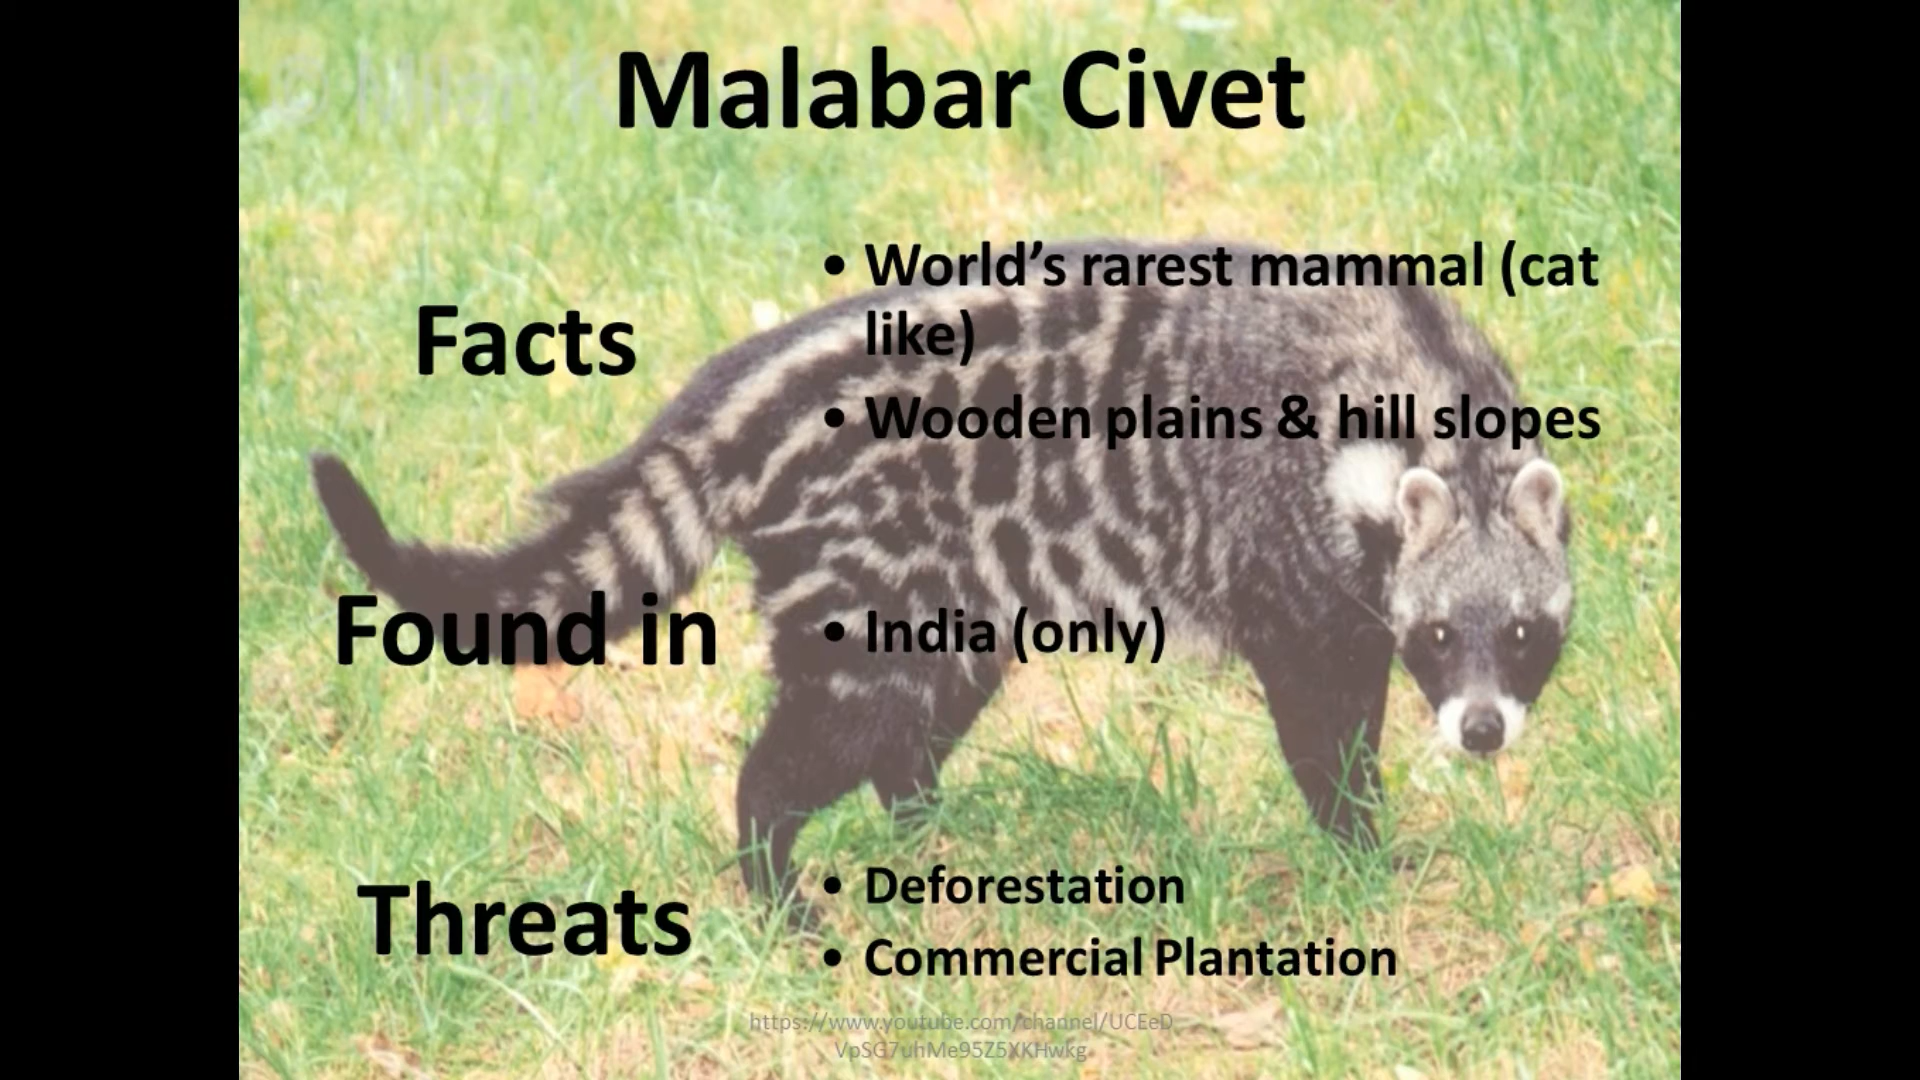 Malabar Civet
Facts
• World’s rarest mammal (cat
like)
• Wooden plains & hill slopes
Found in
• India (only)
Threats
• Deforestation
• Commercial Plantation
https://www.youtube.com/channel/UCEeD
VpSG7uhMe95Z5XKHwkg